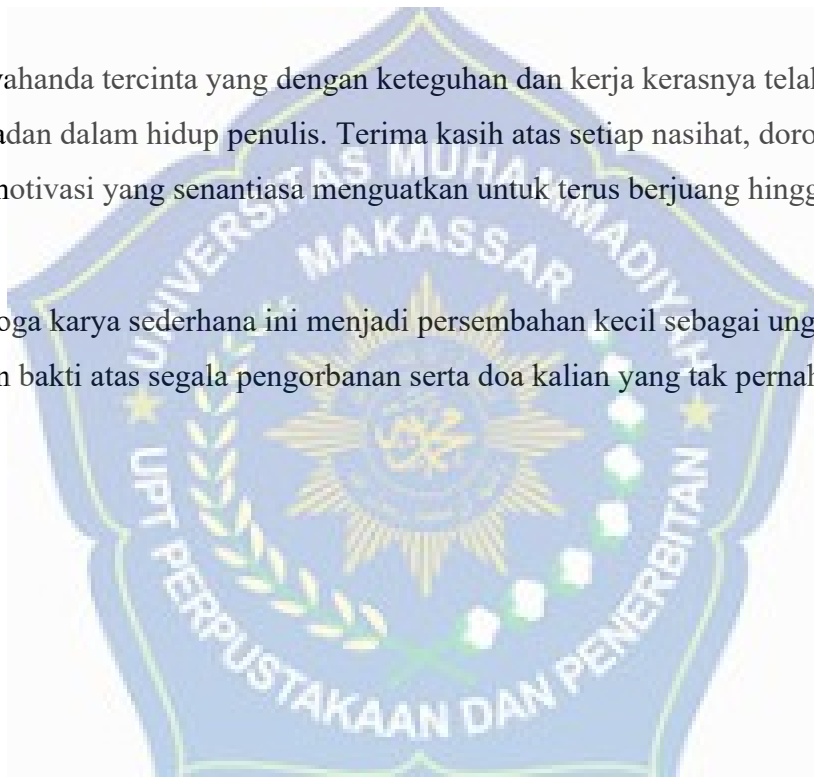 ahanda tercinta yang dengan keteguhan dan kerja kerasnya telah
adan dalam hidup penulis. Terima kasih atas setiap nasihat, doro
otivasi yang senantiasa menguatkan untuk terus berjuang hingg
oga karya sederhana ini menjadi persembahan kecil sebagai ung
n bakti atas segala pengorbanan serta doa kalian yang tak pernah
UNIVERSITAS MUHAMMADIYAH
MAKASSAR
UPT PERPUSTAKAAN DAN PENERBITAN